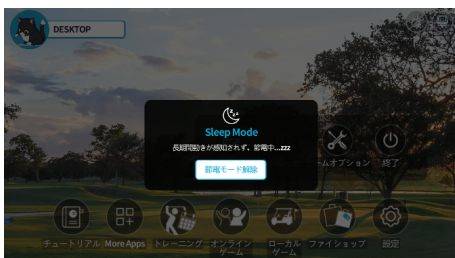 DESKTOP
Sleep Mode
長時間動きが感知されず、節電中...zzz
節電モード解除
ームオプション
終了
チュートリアル
More Apps
トレーニング
オンライン
ゲーム
ローカル
ゲーム
ファイショップ
設定